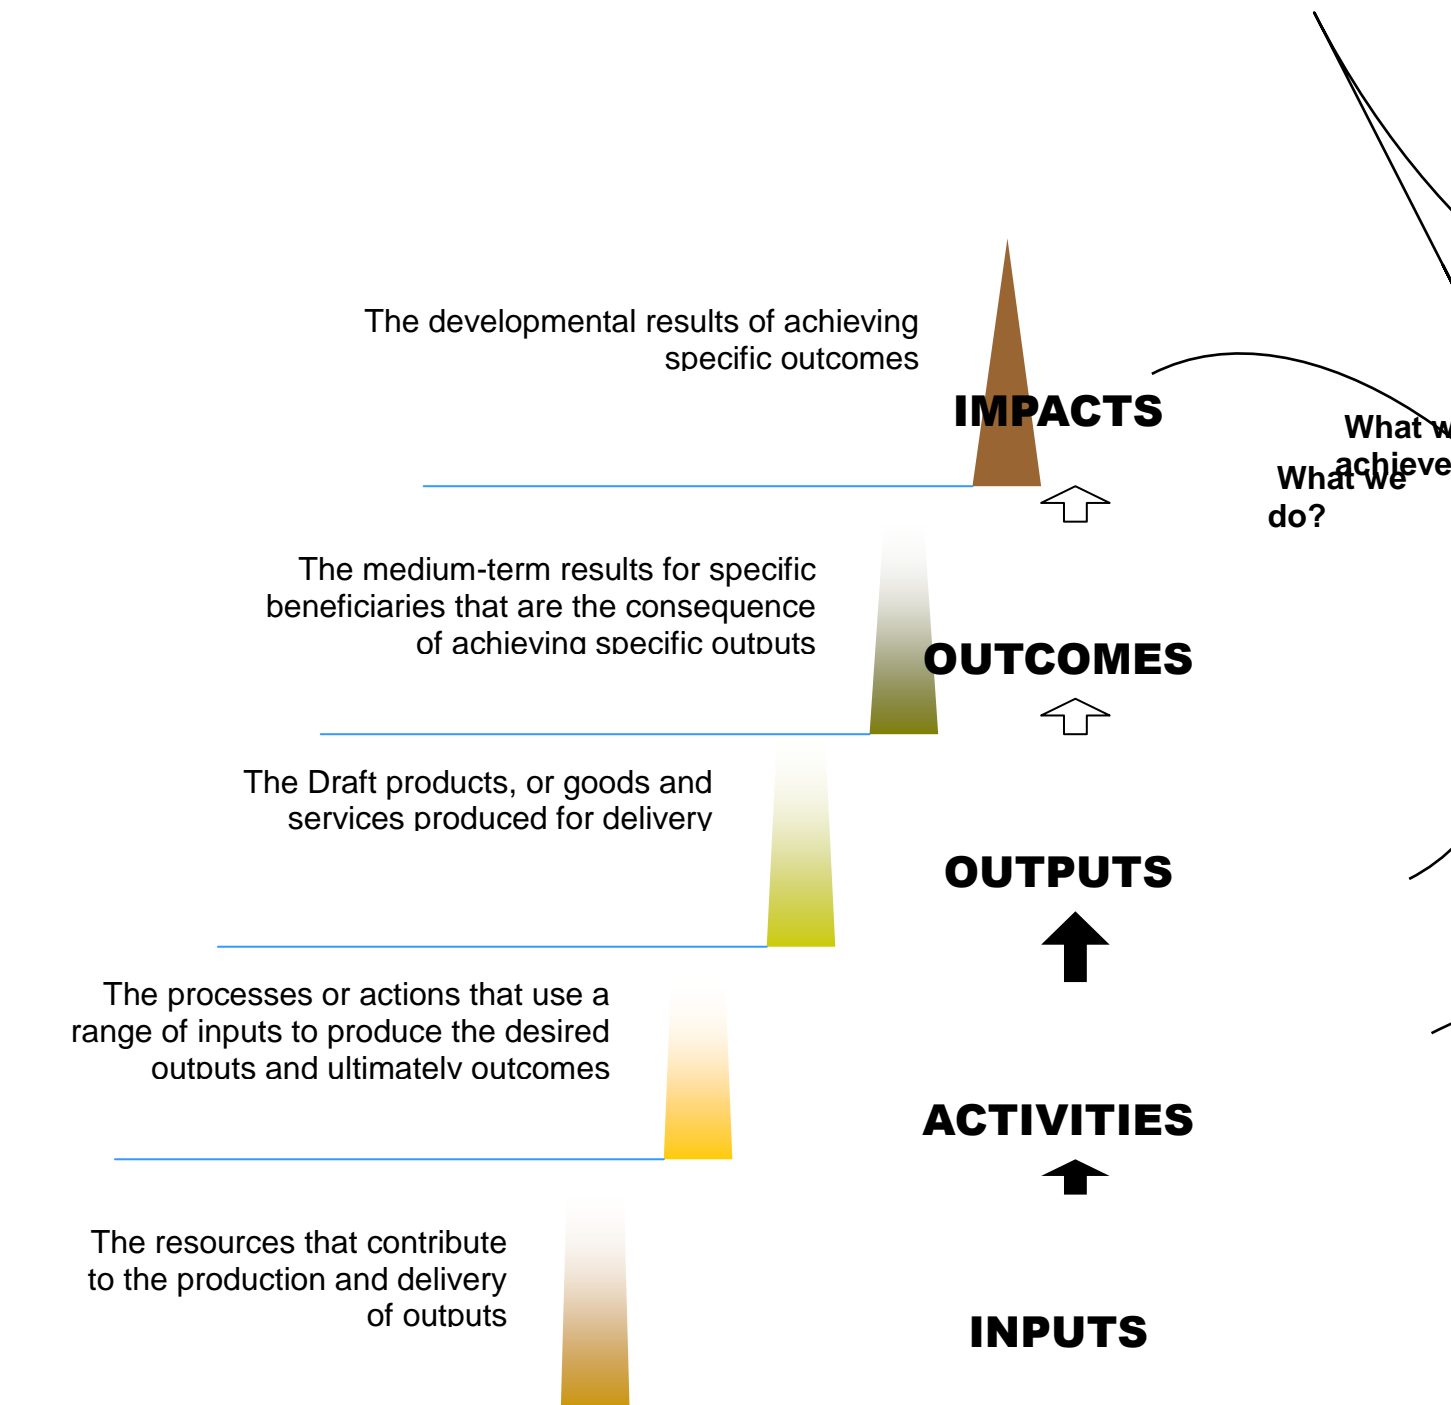 The developmental results of achieving
specific outcomes
IMPACTS
What
achieve
What we
do?
The medium-term results for specific
beneficiaries that are the consequence
of achieving specific outputs
OUTCOMES
The Draft products, or goods and
services produced for delivery
OUTPUTS
The processes or actions that use a
range of inputs to produce the desired
outputs and ultimately outcomes
ACTIVITIES
The resources that contribute
to the production and delivery
of outputs
INPUTS